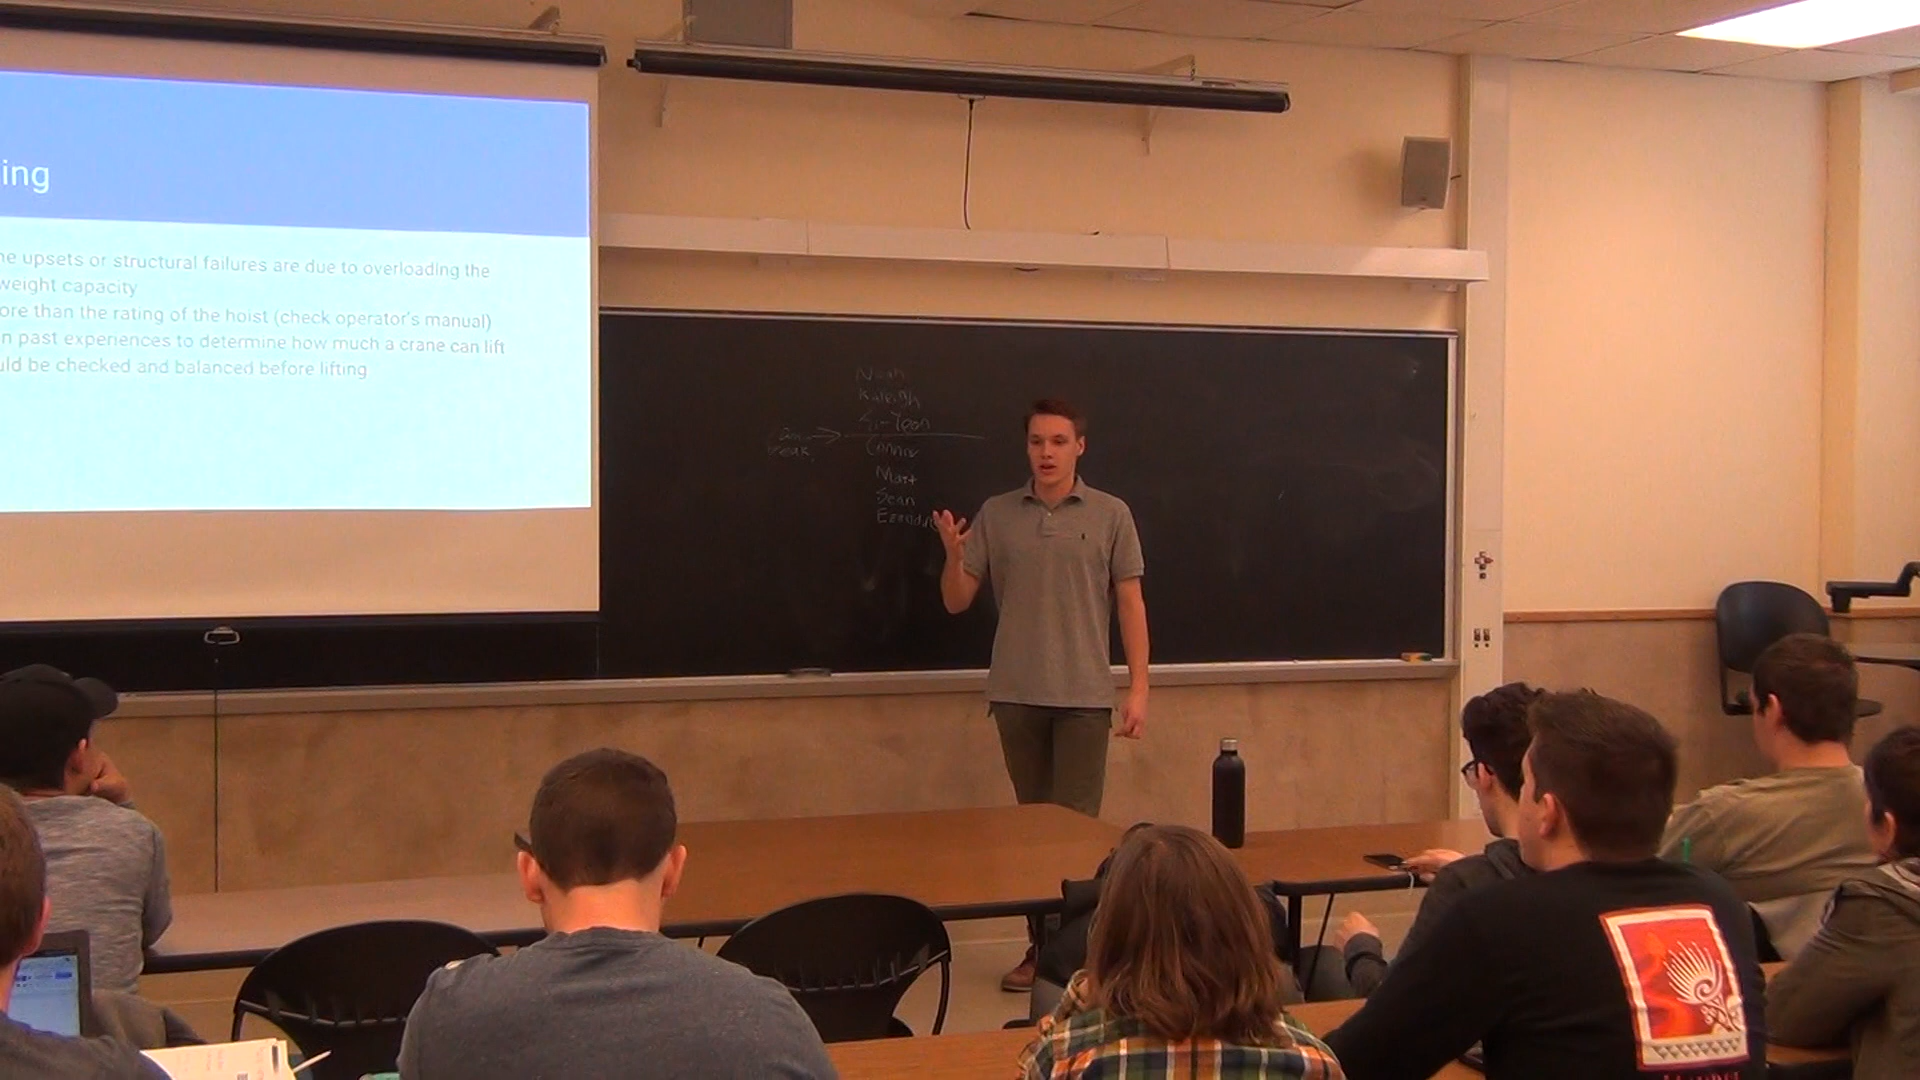 ing
ne upsets or structural failures are due to overloading the
weight capacity
ore than the rating of the hoist (check operator's manual)
n past experiences to determine how much a crane can lift
uld be checked and balanced before lifting
Noah
Kaleigh
Connor
Matt
Sean